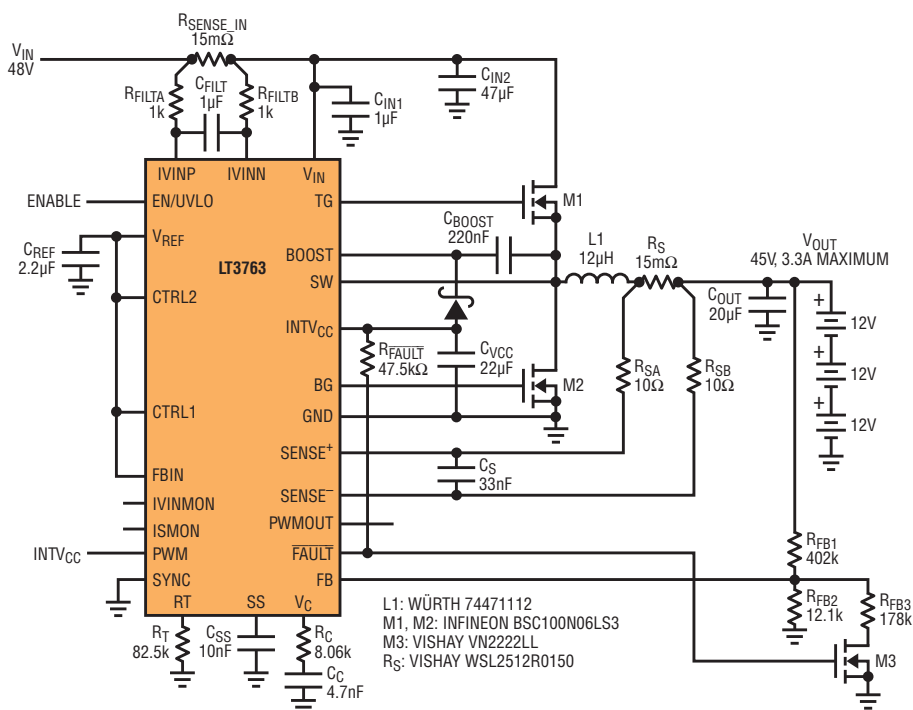 RSENSE_IN
15mΩ
VIN
48V
RFILTA
1k
CFILT
1µF
RFILTB
1k
CIN1
1µF
CIN2
47µF
IVINP
IVINN
VIN
ENABLE
EN/UVLO
TG
M1
CREF
2.2µF
VREF
LT3763
BOOST
CBOOST
220nF
SW
L1
12µH
RS
15mΩ
VOUT
45V, 3.3A MAXIMUM
COUT
20µF
+
12V
+
12V
+
12V
CTRL2
INTVCC
RFAULT
47.5kΩ
CVCC
22µF
RSA
10Ω
RSB
10Ω
BG
M2
CTRL1
GND
SENSE+
CS
33nF
FBIN
SENSE–
IVINMON
ISMON
PWMOUT
INTVCC
PWM
FAULT
RFB1
402k
SYNC
FB
RFB2
12.1k
RFB3
178k
M3
RT
SS
VC
RT
82.5k
CSS
10nF
RC
8.06k
CC
4.7nF
L1: WÜRTH 74471112
M1, M2: INFINEON BSC100N06LS3
M3: VISHAY VN2222LL
RS: VISHAY WSL2512R0150